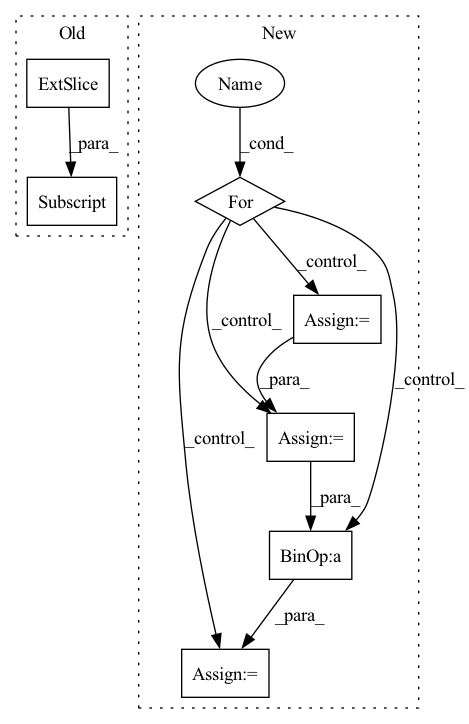 Old
New
ExtSlice
Name
_para_
_cond_
Subscript
For
_control_
Assign:=
_control_
_para_
_control_
_control_
Assign:=
_para_
BinOp:a
_para_
Assign:=